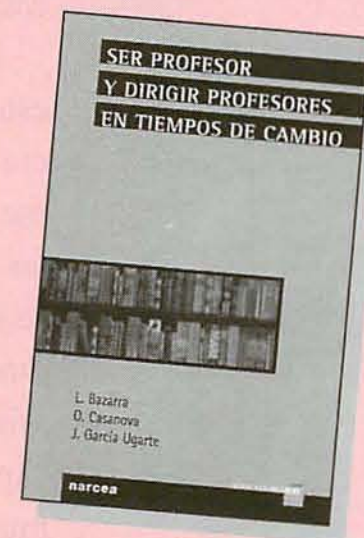 SER PROFESOR
Y DIRIGIR PROFESORES
EN TIEMPOS DE CAMBIO
L. Bazarra
O. Casanova
J. García Ugarte
narcea